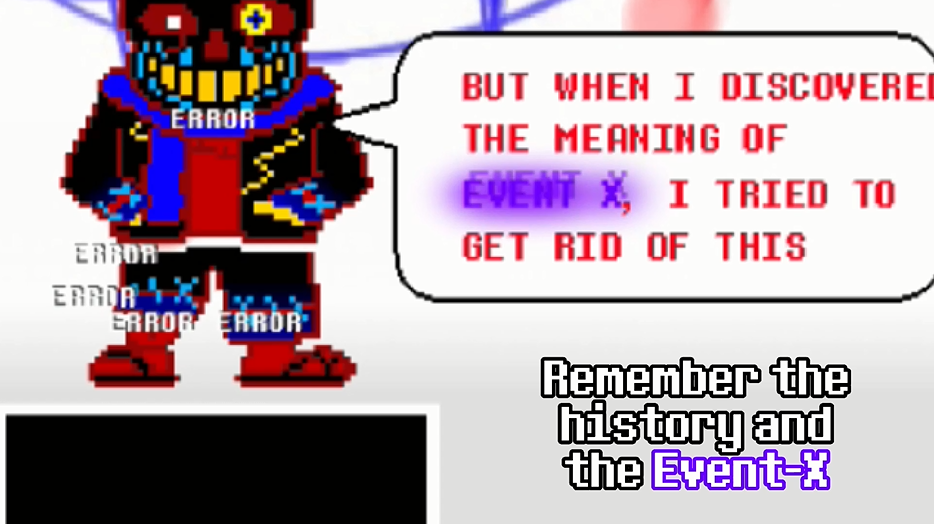 BUT WHEN I DISCOVERED
THE MEANING OF
EVENT X, I TRIED TO
GET RID OF THIS
ERROR
ERROR
ERROR
ERROR ERROR
Remember the
history and
the Event-X